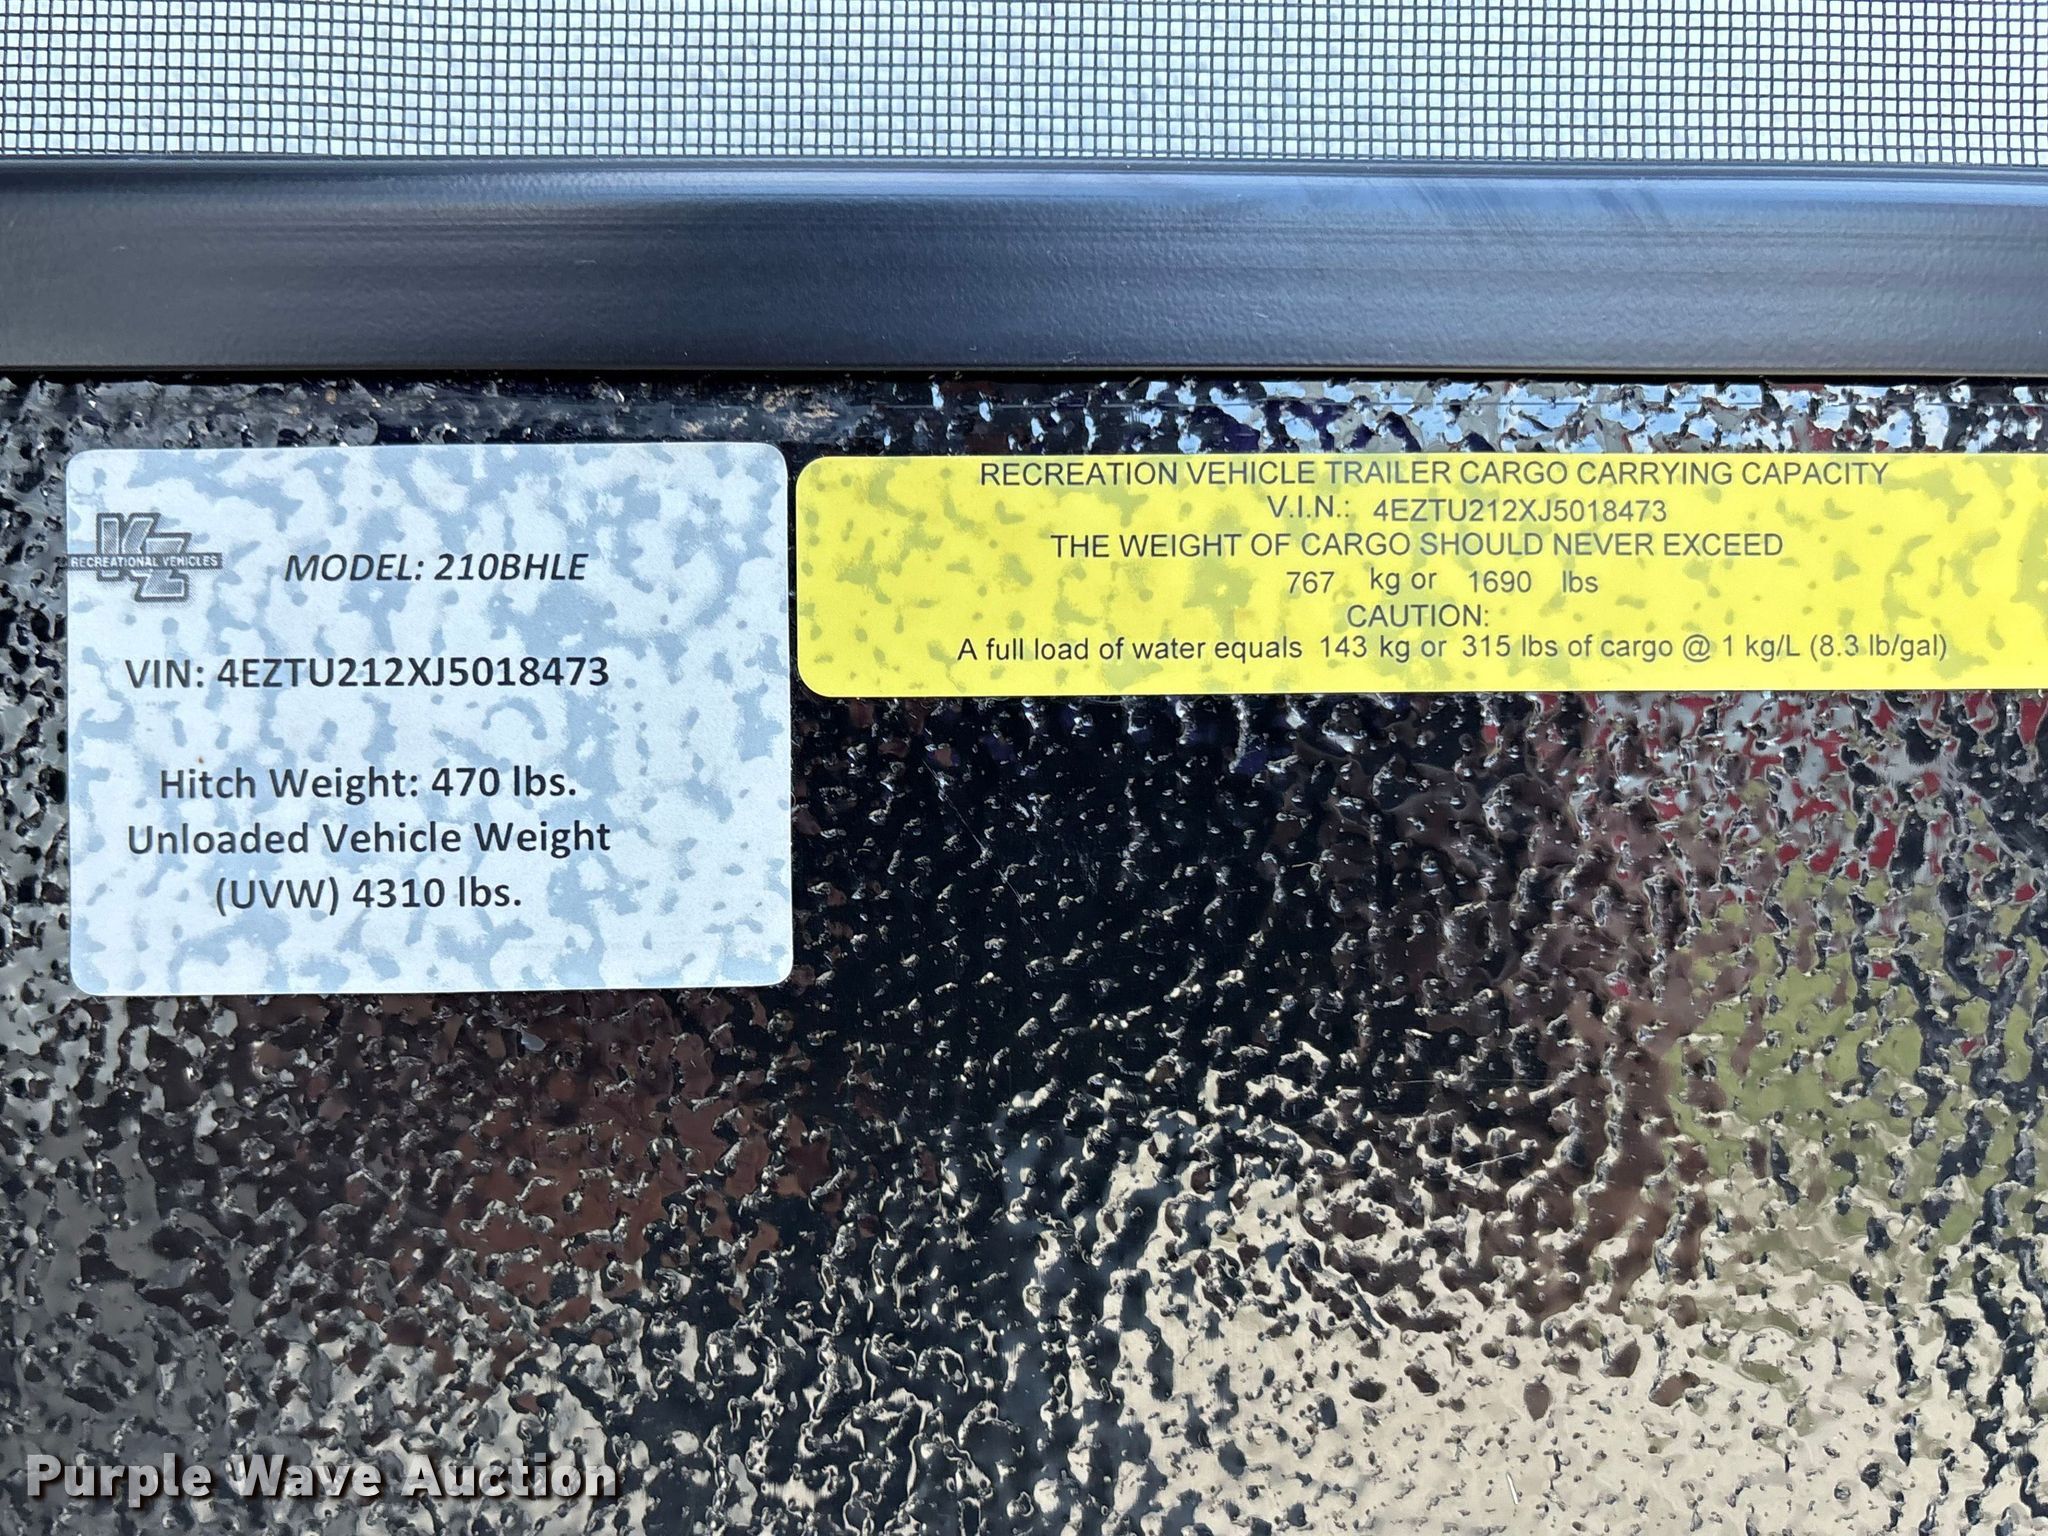 KZ
RECREATIONAL VEHICLES
MODEL: 210BHLE
VIN: 4EZTU212XJ5018473
Hitch Weight: 470 lbs.
Unloaded Vehicle Weight
(UVW) 4310 lbs.
RECREATION VEHICLE TRAILER CARGO CARRYING CAPACITY
V.I.N.: 4EZTU212XJ5018473
THE WEIGHT OF CARGO SHOULD NEVER EXCEED
767 kg or 1690 lbs
CAUTION:
A full load of water equals 143 kg or 315 lbs of cargo @ 1 kg/L (8.3 lb/gal)
Purple Wave Auction